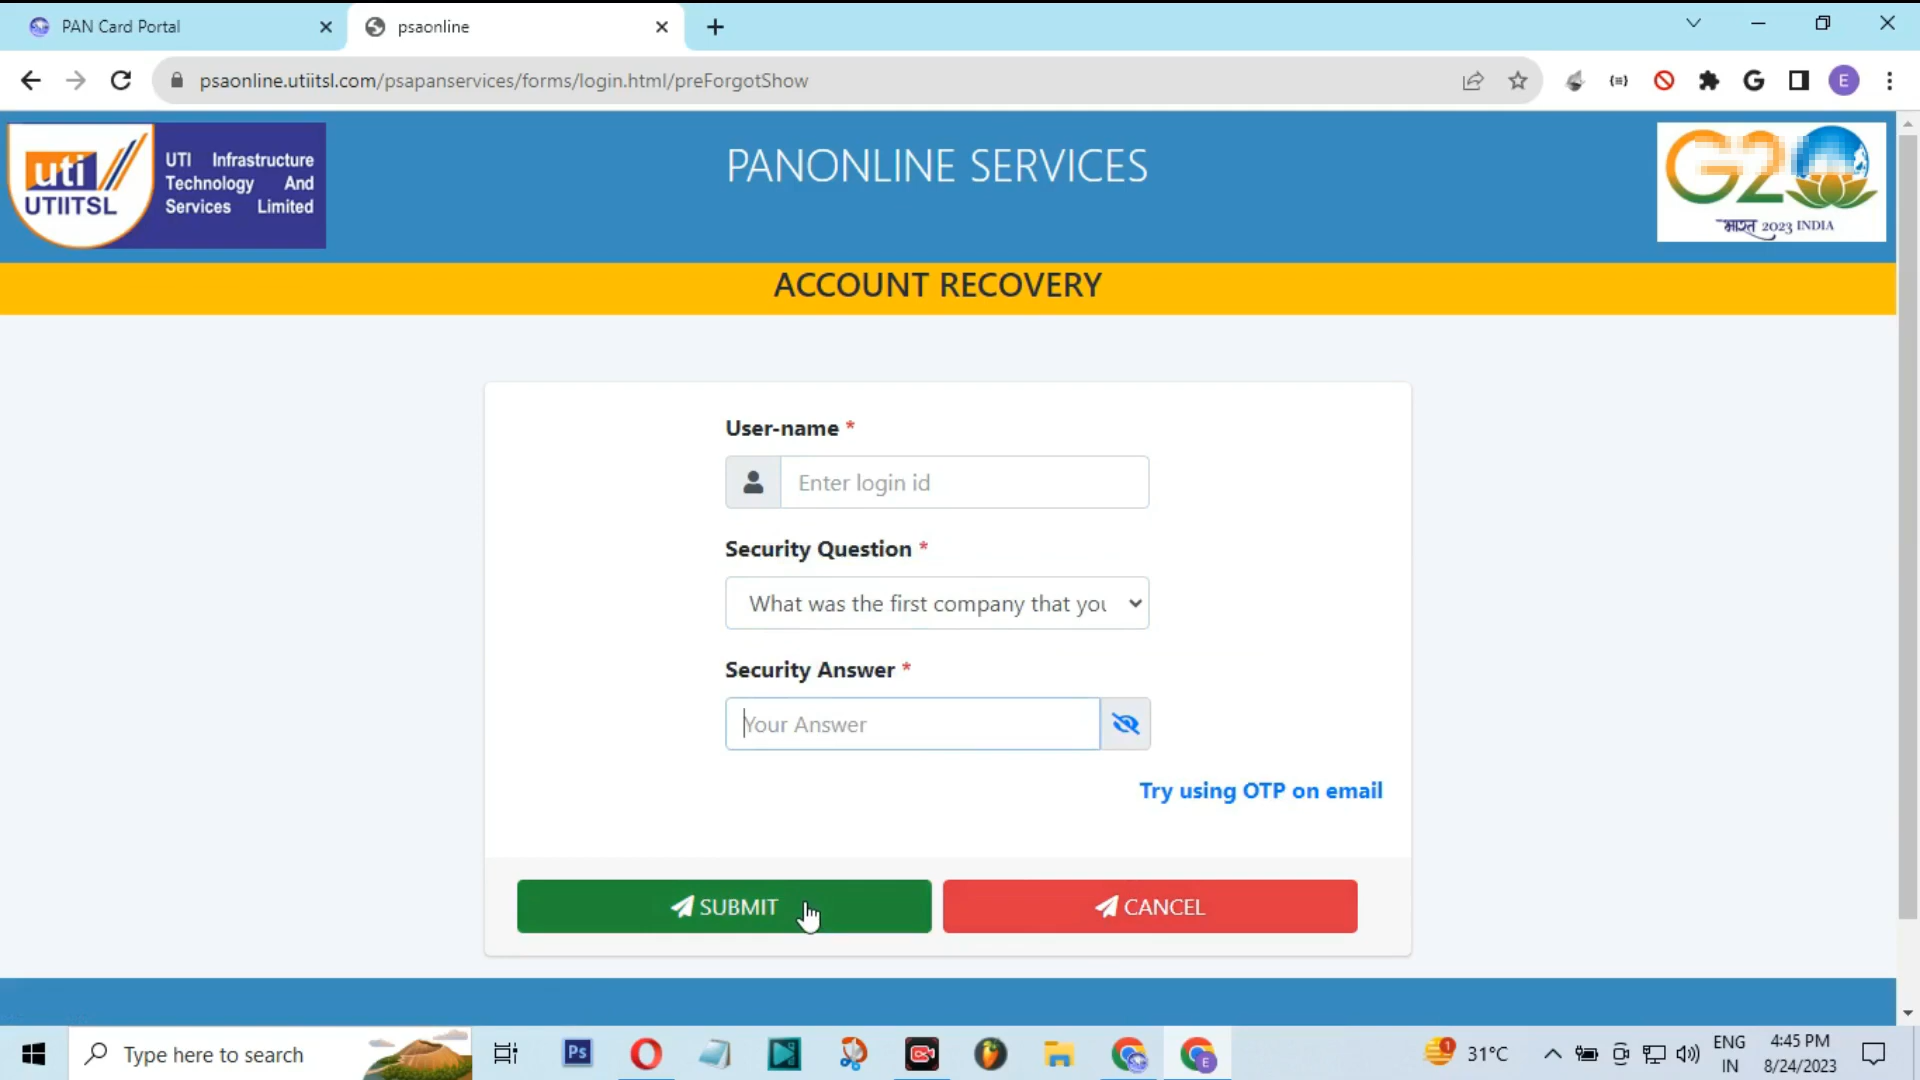 PAN Card Portal
psaonline
psaonline.utiitsl.com/psapanservices/forms/login.html/preForgotShow
E
uti
UTIITSL
UTI Infrastructure
Technology And
Services Limited
PANONLINE SERVICES
G20
भारत 2023 INDIA
ACCOUNT RECOVERY
User-name *
Enter login id
Security Question *
What was the first company that you
Security Answer *
Your Answer
Try using OTP on email
SUBMIT
CANCEL
Type here to search
Ps
E
1
31°C
ENG
IN
4:45 PM
8/24/2023